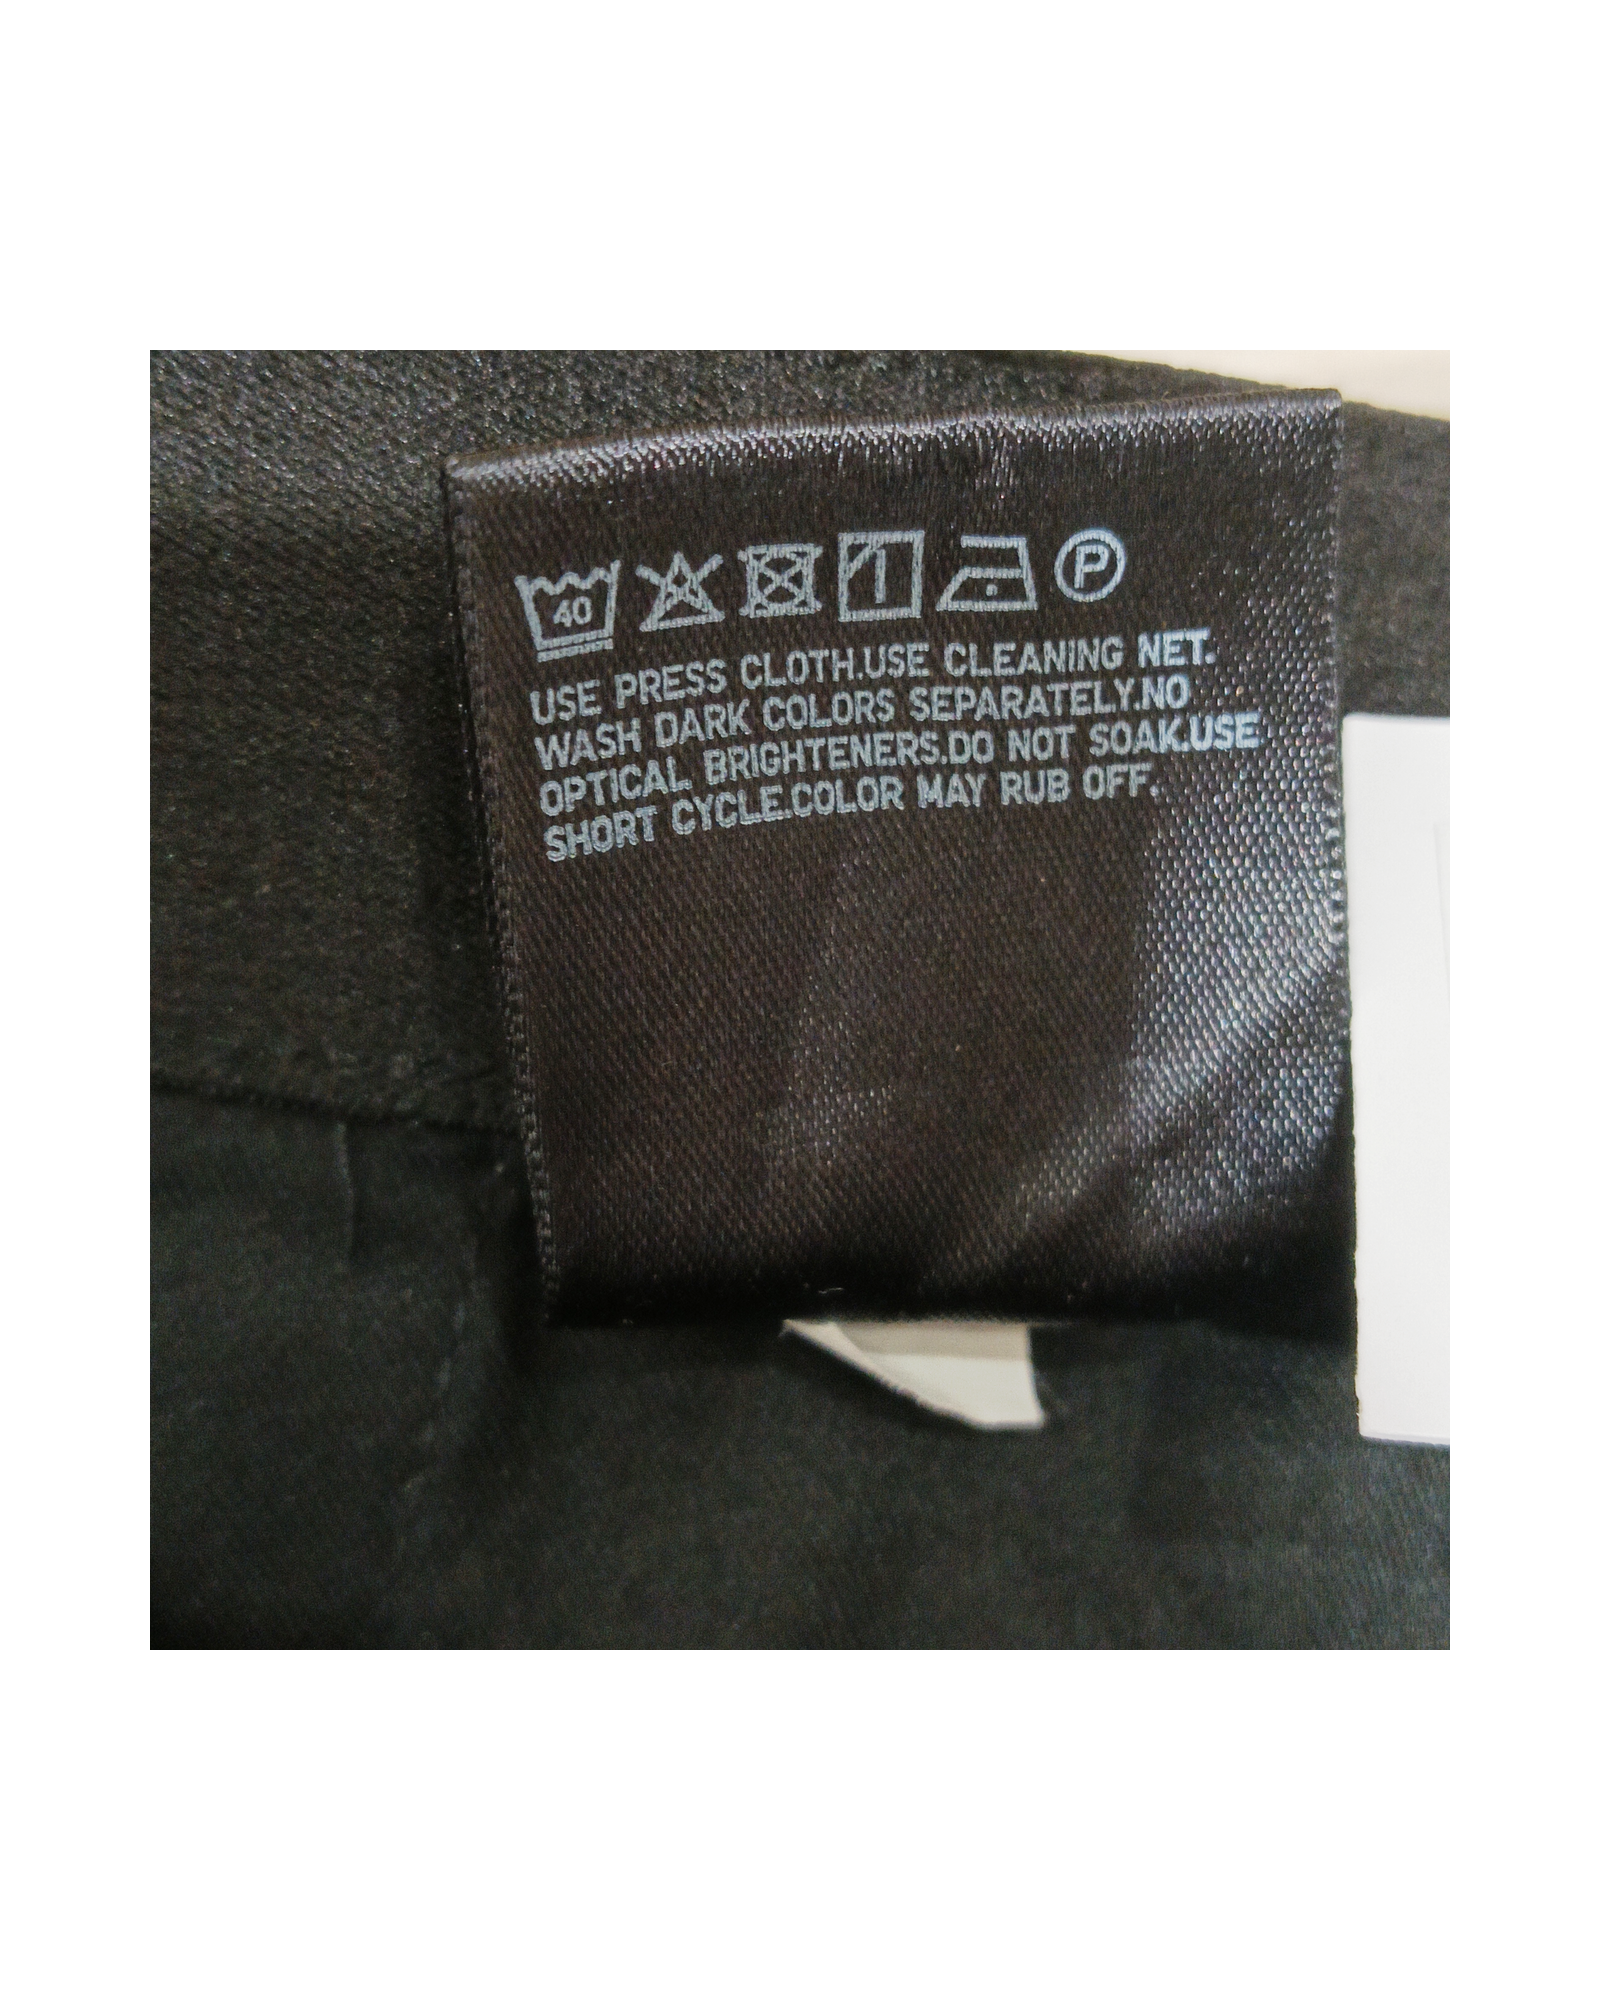 40 P
USE PRESS CLOTH.USE CLEANING NET.
WASH DARK COLORS SEPARATELY.NO
OPTICAL BRIGHTENERS.DO NOT SOAK.USE
SHORT CYCLE.COLOR MAY RUB OFF.